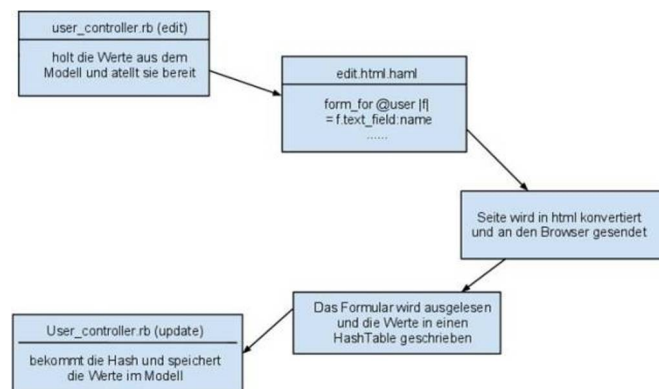 user_controller.rb (edit)
holt die Werte aus dem
Modell und atellt sie bereit
edit.html.haml
form_for @user |f|
= f.text_field:name
......
Seite wird in html konvertiert
und an den Browser gesendet
Das Formular wird ausgelesen
und die Werte in einen
HashTable geschrieben
User_controller.rb (update)
bekommt die Hash und speichert
die Werte im Modell